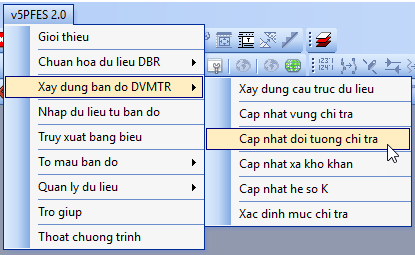 v5PFES 2.0
Gioi thieu
Chuan hoa du lieu DBR
Xay dung ban do DVMTR
Nhap du lieu tu ban do
Truy xuat bang bieu
To mau ban do
Quan ly du lieu
Tro giup
Thoat chuong trinh
Xay dung cau truc du lieu
Cap nhat vung chi tra
Cap nhat doi tuong chi tra
Cap nhat xa kho khan
Cap nhat he so K
Xac dinh muc chi tra